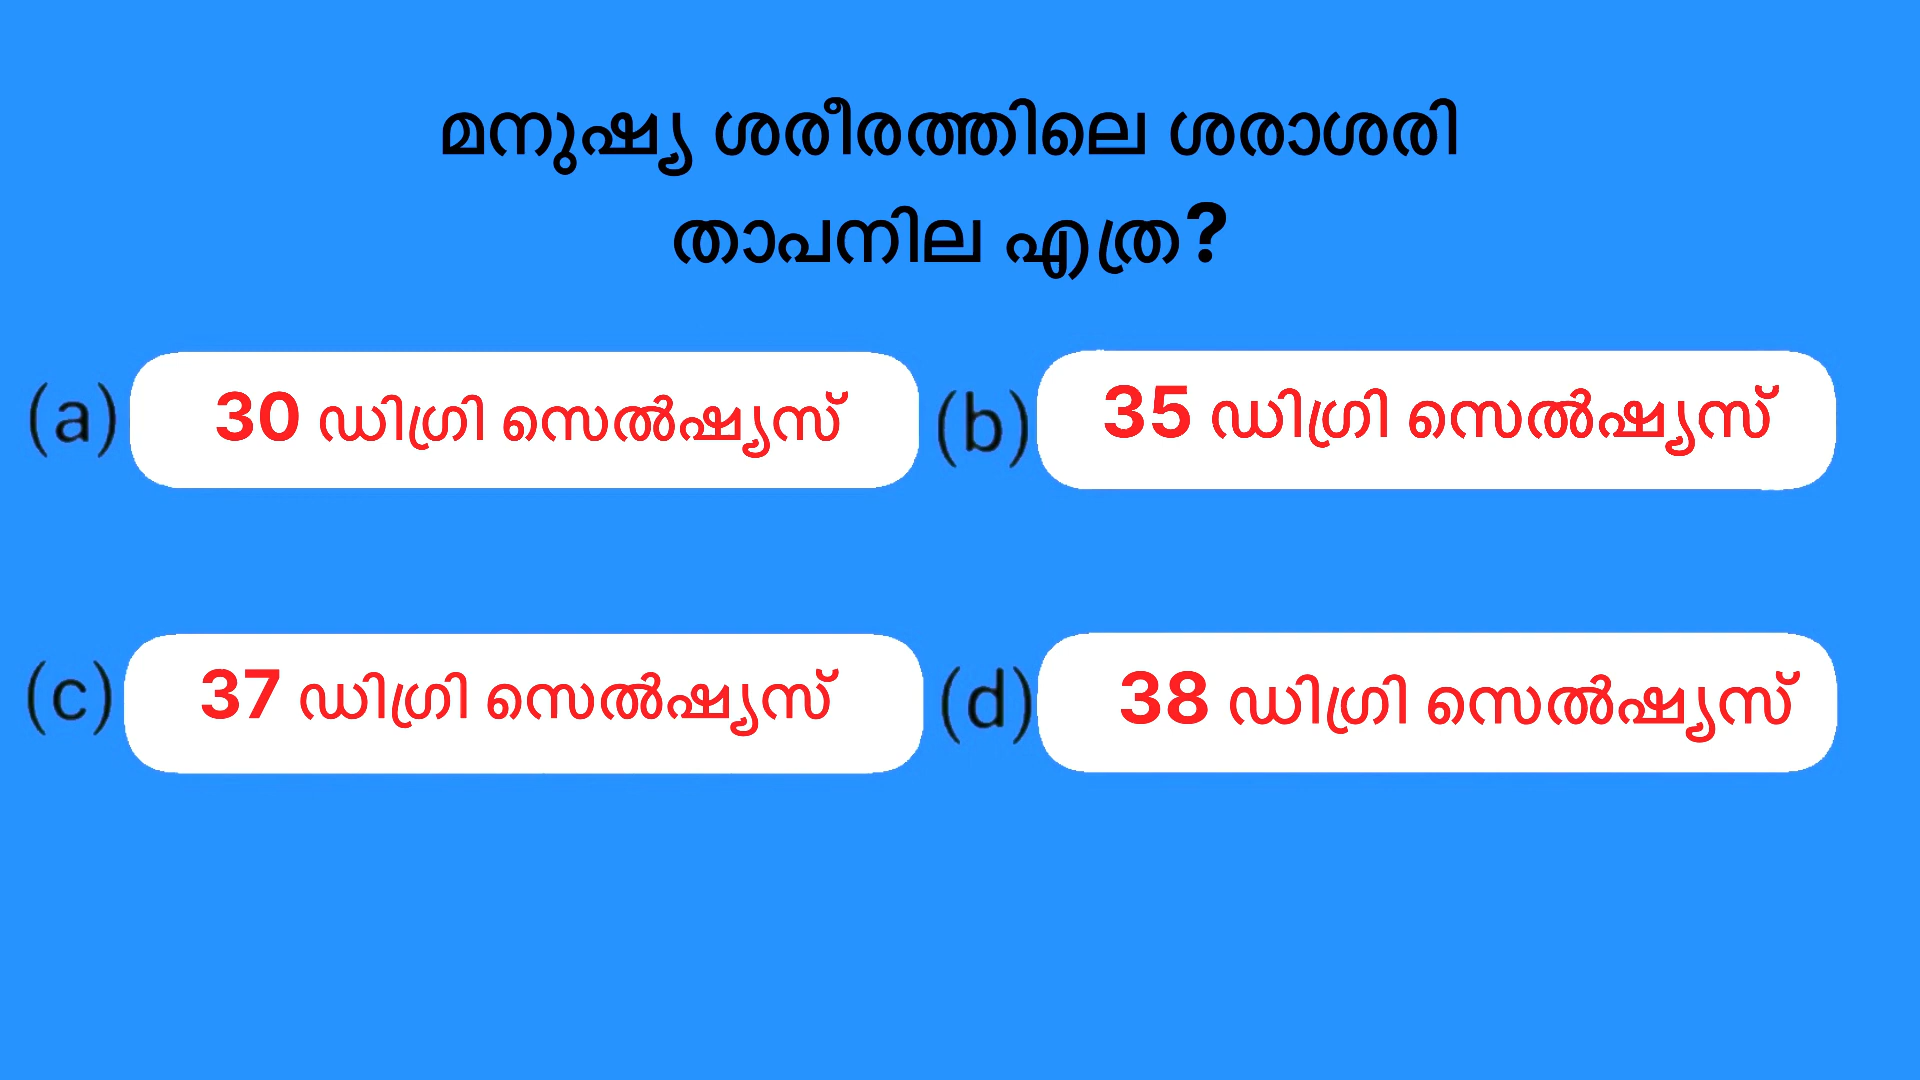 മനുഷ്യ ശരീരത്തിലെ ശരാശരി
താപനില എത്ര?
(a) 30 ഡിഗ്രി സെൽഷ്യസ് (b) 35 ഡിഗ്രി സെൽഷ്യസ്
(c) 37 ഡിഗ്രി സെൽഷ്യസ് (d) 38 ഡിഗ്രി സെൽഷ്യസ്